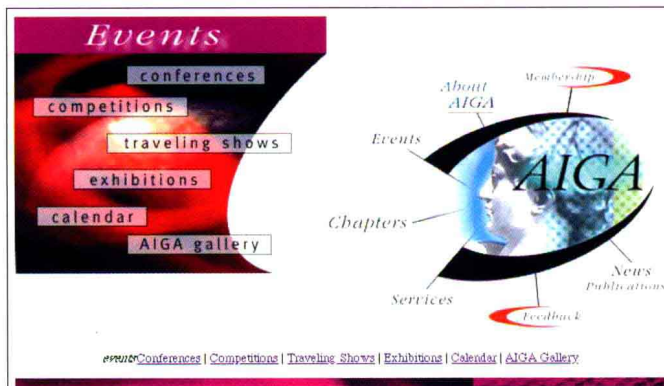 Events
conferences
competitions
traveling shows
exhibitions
calendar
AIGA gallery
Membership
About
AIGA
Events
AIGA
Chapters
News
Publications
Services
Feedback
events Conferences | Competitions | Traveling Shows | Exhibitions | Calendar | AIGA Gallery